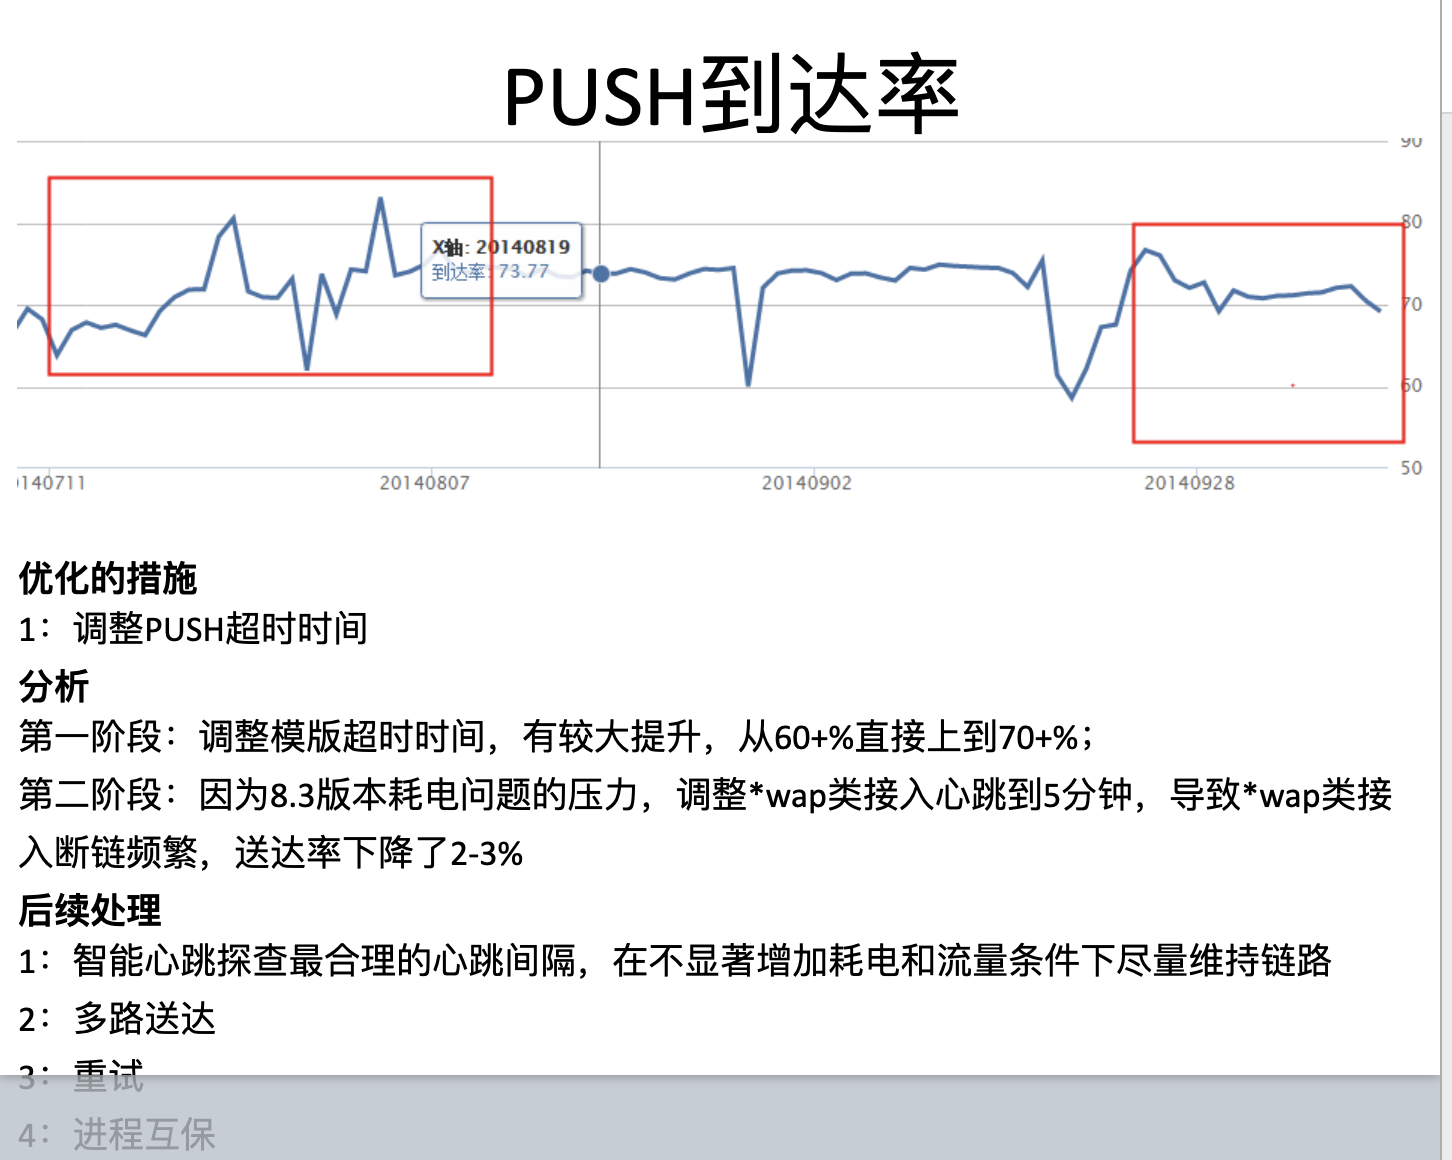 PUSH到达率
90
X轴: 20140819
80
到达率: 73.77
70
60
50
0140711
20140807
20140902
20140928
优化的措施
1：调整PUSH超时时间
分析
第一阶段：调整模版超时时间，有较大提升，从60+%直接上到70+%；
第二阶段：因为8.3版本耗电问题的压力，调整*wap类接入心跳到5分钟，导致*wap类接
入断链频繁，送达率下降了2-3%
后续处理
1：智能心跳探查最合理的心跳间隔，在不显著增加耗电和流量条件下尽量维持链路
2：多路送达
3：重试
4：进程互保